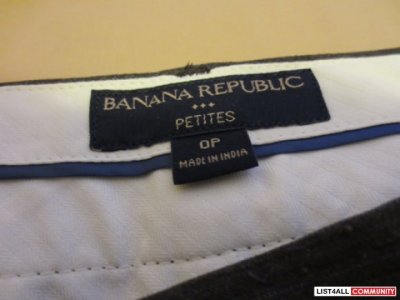 BANANA REPUBLIC
PETITES
0P
MADE IN INDIA
LIST4ALL COMMUNITY